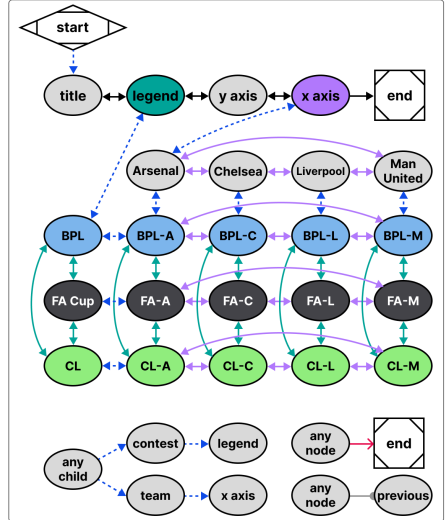 start
title legend y axis x axis end
Arsenal Chelsea Liverpool Man
United
BPL BPL-A BPL-C BPL-L BPL-M
FA Cup FA-A FA-C FA-L FA-M
CL CL-A CL-C CL-L CL-M
any
child
contest legend
team x axis
any
node
end
any
node
previous